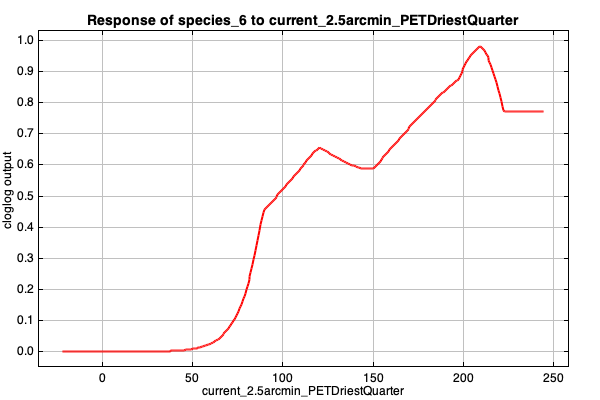 Response of species_6 to current_2.5arcmin_PETDriestQuarter
1.0
0.9
0.8
0.7
0.6
0.5
0.4
0.3
0.2
0.1
0.0
cloglog output
0 50 100 150 200 250
current_2.5arcmin_PETDriestQuarter